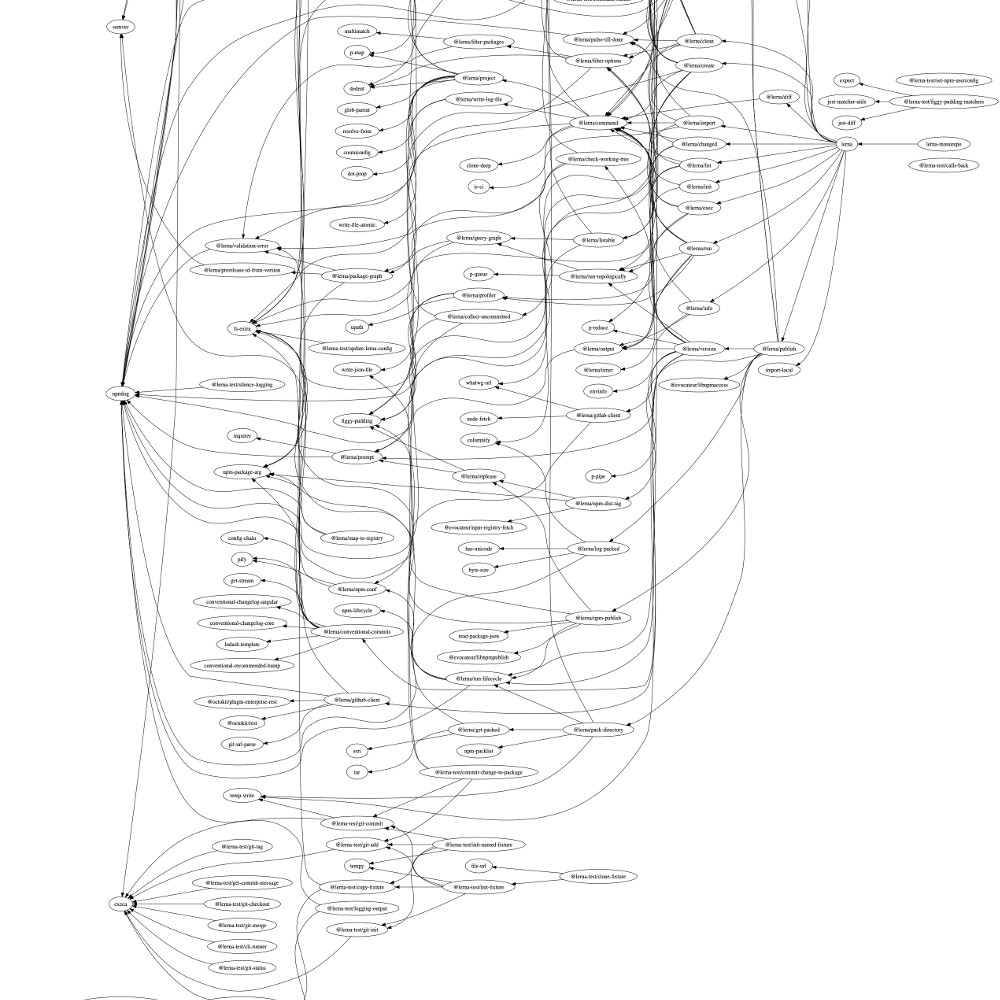 semver
multimatch
@lerna/filter-packages
p-map
dedent
@lerna/project
glob-parent
@lerna/write-log-file
resolve-from
cosmiconfig
dot-prop
clone-deep
is-ci
write-file-atomic
@lerna/pulse-till-done
@lerna/filter-options
@lerna/command
@lerna/check-working-tree
@lerna/clean
@lerna/create
@lerna/diff
@lerna/import
@lerna/changed
@lerna/list
@lerna/init
@lerna/exec
@lerna/run
expect
@lerna-test/set-npm-userconfig
jest-matcher-utils
@lerna-test/figgy-pudding-matchers
jest-diff
lerna
lerna-monorepo
@lerna-test/calls-back
@lerna/validation-error
@lerna/prerelease-id-from-version
@lerna/package-graph
@lerna/query-graph
@lerna/listable
p-queue
@lerna/run-topologically
@lerna/profiler
@lerna/collect-uncommitted
@lerna/info
fs-extra
upath
p-reduce
@lerna-test/update-lerna-config
@lerna/output
@lerna/version
@lerna/publish
write-json-file
@lerna/timer
import-local
npmlog
@lerna-test/silence-logging
whatwg-url
envinfo
@evocateur/libnpmaccess
figgy-pudding
node-fetch
@lerna/gitlab-client
inquirer
columnify
@lerna/prompt
npm-package-arg
@lerna/otplease
p-pipe
@lerna/npm-dist-tag
@evocateur/npm-registry-fetch
config-chain
@lerna/map-to-registry
has-unicode
@lerna/log-packed
pify
byte-size
get-stream
@lerna/npm-conf
conventional-changelog-angular
npm-lifecycle
@lerna/npm-publish
conventional-changelog-core
@lerna/conventional-commits
read-package-json
lodash.template
@evocateur/libnpmpublish
conventional-recommended-bump
@lerna/run-lifecycle
@octokit/plugin-enterprise-rest
@lerna/github-client
@octokit/rest
@lerna/get-packed
@lerna/pack-directory
git-url-parse
ssri
npm-packlist
tar
@lerna-test/commit-change-to-package
temp-write
@lerna-test/git-commit
@lerna-test/git-tag
@lerna-test/git-add
@lerna-test/init-named-fixture
tempy
file-url
@lerna-test/clone-fixture
@lerna-test/get-commit-message
@lerna-test/copy-fixture
@lerna-test/init-fixture
execa
@lerna-test/git-checkout
@lerna-test/logging-output
@lerna-test/git-merge
@lerna-test/git-init
@lerna-test/cli-runner
@lerna-test/git-status